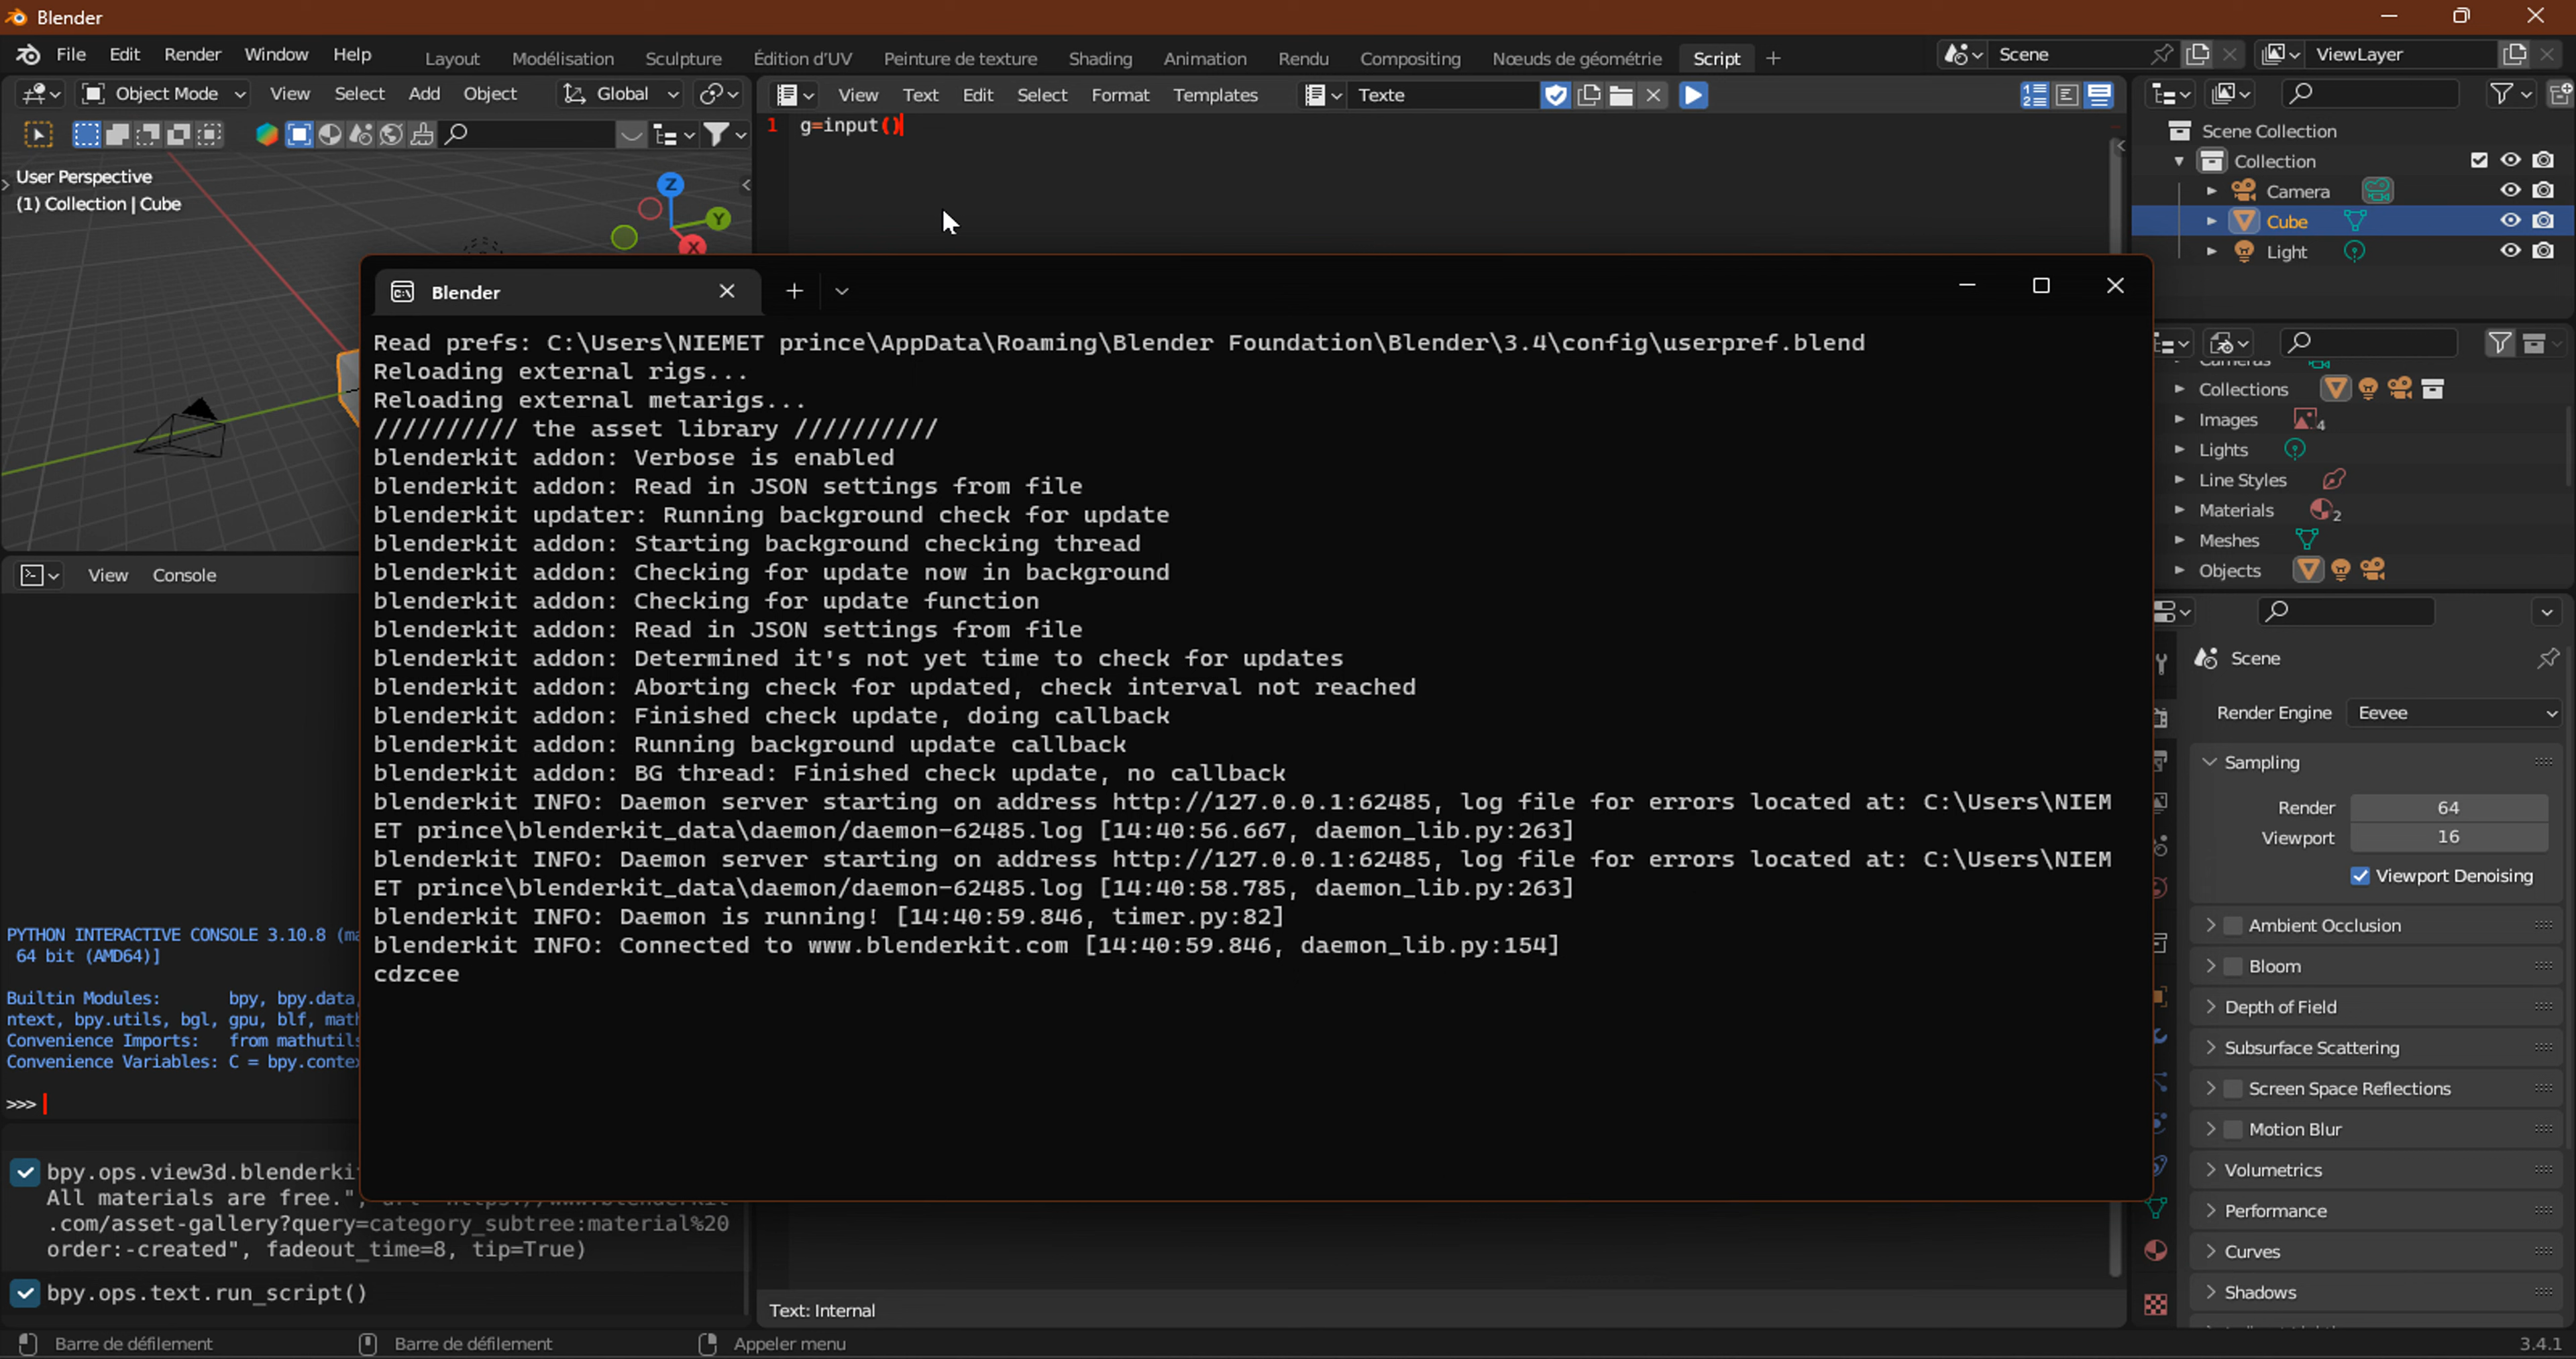 Blender
File Edit Render Window Help Layout Modélisation Sculpture Édition d'UV Peinture de texture Shading Animation Rendu Compositing Nœuds de géométrie Script + Scene ViewLayer
Object Mode View Select Add Object Global View Text Edit Select Format Templates Texte
1 g=input()
User Perspective
(1) Collection | Cube
Z
Y
X
Scene Collection
Collection
Camera
Cube
Light
Blender
Read prefs: C:\Users\NIEMET prince\AppData\Roaming\Blender Foundation\Blender\3.4\config\userpref.blend
Reloading external rigs...
Reloading external metarigs...
////////// the asset library //////////
blenderkit addon: Verbose is enabled
blenderkit addon: Read in JSON settings from file
blenderkit updater: Running background check for update
blenderkit addon: Starting background checking thread
blenderkit addon: Checking for update now in background
blenderkit addon: Checking for update function
blenderkit addon: Read in JSON settings from file
blenderkit addon: Determined it's not yet time to check for updates
blenderkit addon: Aborting check for updated, check interval not reached
blenderkit addon: Finished check update, doing callback
blenderkit addon: Running background update callback
blenderkit addon: BG thread: Finished check update, no callback
blenderkit INFO: Daemon server starting on address http://127.0.0.1:62485, log file for errors located at: C:\Users\NIEM
ET prince\blenderkit_data\daemon/daemon-62485.log [14:40:56.667, daemon_lib.py:263]
blenderkit INFO: Daemon server starting on address http://127.0.0.1:62485, log file for errors located at: C:\Users\NIEM
ET prince\blenderkit_data\daemon/daemon-62485.log [14:40:58.785, daemon_lib.py:263]
blenderkit INFO: Daemon is running! [14:40:59.846, timer.py:82]
blenderkit INFO: Connected to www.blenderkit.com [14:40:59.846, daemon_lib.py:154]
cdzcee
View Console
PYTHON INTERACTIVE CONSOLE 3.10.8 (ma
64 bit (AMD64)]
Builtin Modules: bpy, bpy.data,
ntext, bpy.utils, bgl, gpu, blf, math
Convenience Imports: from mathutils
Convenience Variables: C = bpy.conte
>>>
bpy.ops.view3d.blenderki
All materials are free.",
.com/asset-gallery?query=category_subtree:material%20
order:-created", fadeout_time=8, tip=True)
bpy.ops.text.run_script()
Text: Internal
Collections
Images 4
Lights
Line Styles
Materials 2
Meshes
Objects
Scene
Render Engine Eevee
Sampling
Render 64
Viewport 16
Viewport Denoising
Ambient Occlusion
Bloom
Depth of Field
Subsurface Scattering
Screen Space Reflections
Motion Blur
Volumetrics
Performance
Curves
Shadows
Barre de défilement Barre de défilement Appeler menu 3.4.1